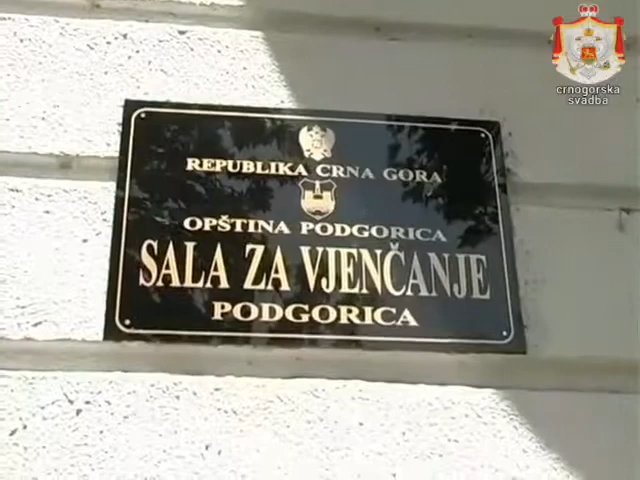 crnogorska
svadba
REPUBLIKA CRNA GORA
OPŠTINA PODGORICA
SALA ZA VJENČANJE
PODGORICA